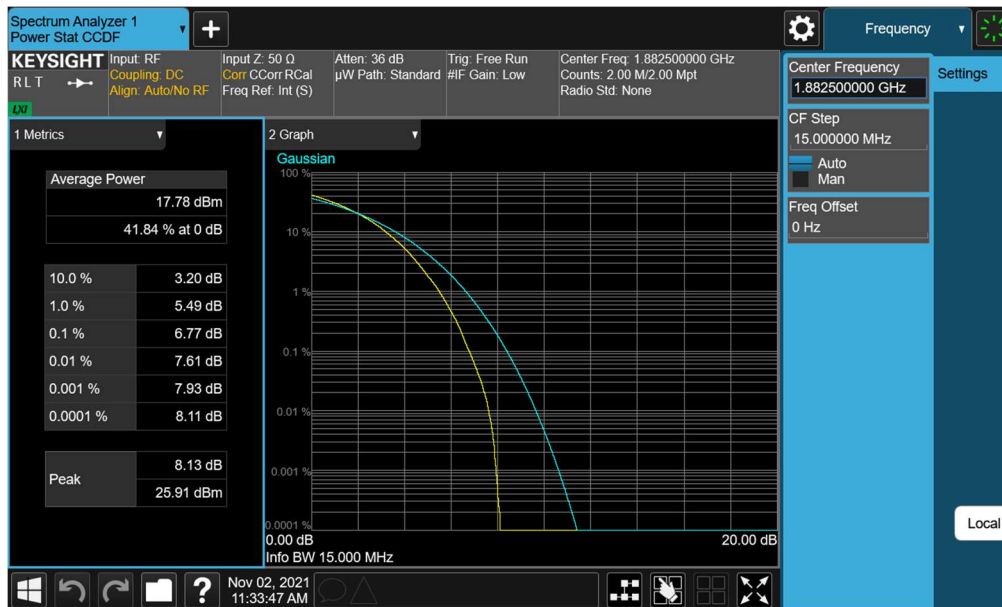 Spectrum Analyzer 1
Power Stat CCDF
Frequency
KEYSIGHT
RLT
LXI
Input: RF
Coupling: DC
Align: Auto/No RF
Input Z: 50 Ω
Corr CCorr RCal
Freq Ref: Int (S)
Atten: 36 dB
µW Path: Standard
Trig: Free Run
#IF Gain: Low
Center Freq: 1.882500000 GHz
Counts: 2.00 M/2.00 Mpt
Radio Std: None
Center Frequency
1.882500000 GHz
Settings
CF Step
15.000000 MHz
Auto
Man
Freq Offset
0 Hz
Local
1 Metrics
Average Power
17.78 dBm
41.84 % at 0 dB
10.0 % 3.20 dB
1.0 % 5.49 dB
0.1 % 6.77 dB
0.01 % 7.61 dB
0.001 % 7.93 dB
0.0001 % 8.11 dB
Peak
8.13 dB
25.91 dBm
2 Graph
Gaussian
100 %
10 %
1 %
0.1 %
0.01 %
0.001 %
0.0001 %
0.00 dB 20.00 dB
Info BW 15.000 MHz
?
Nov 02, 2021
11:33:47 AM